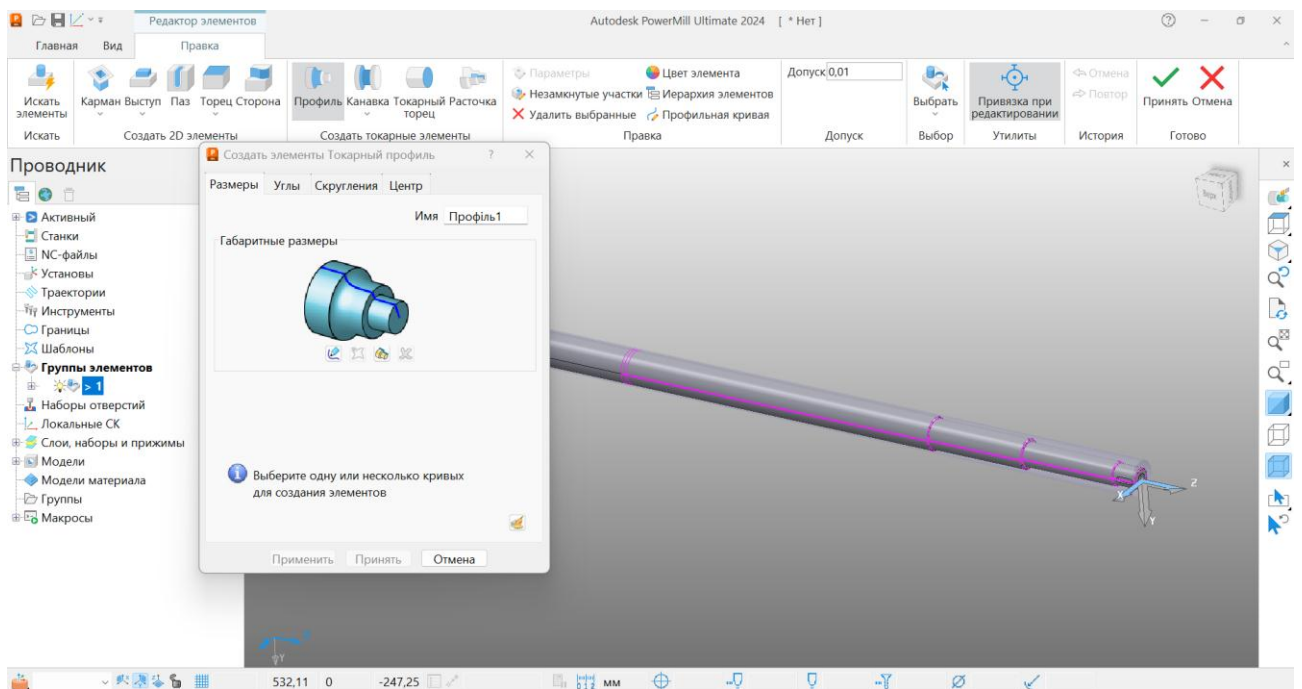 Редактор элементов
Autodesk PowerMill Ultimate 2024 [ * Нет ]
Главная Вид Правка
Искать элементы
Карман Выступ Паз Торец Сторона
Профиль Канавка Токарный торец Расточка
Параметры
Незамкнутые участки
Удалить выбранные
Цвет элемента
Иерархия элементов
Профильная кривая
Допуск 0,01
Выбрать
Привязка при редактировании
Отмена
Повтор
Принять Отмена
Искать Создать 2D элементы Создать токарные элементы Правка Допуск Выбор Утилиты История Готово
Проводник
Активный
Станки
NC-файлы
Установы
Траектории
Инструменты
Границы
Шаблоны
Группы элементов
> 1
Наборы отверстий
Локальные СК
Слои, наборы и прижимы
Модели
Модели материала
Группы
Макросы
Создать элементы Токарный профиль ?
Размеры Углы Скругления Центр
Имя Профіль1
Габаритные размеры
Выберите одну или несколько кривых
для создания элементов
Применить Принять Отмена
Верх
Z
X
Y
Y
532,11 0 -247,25 мм